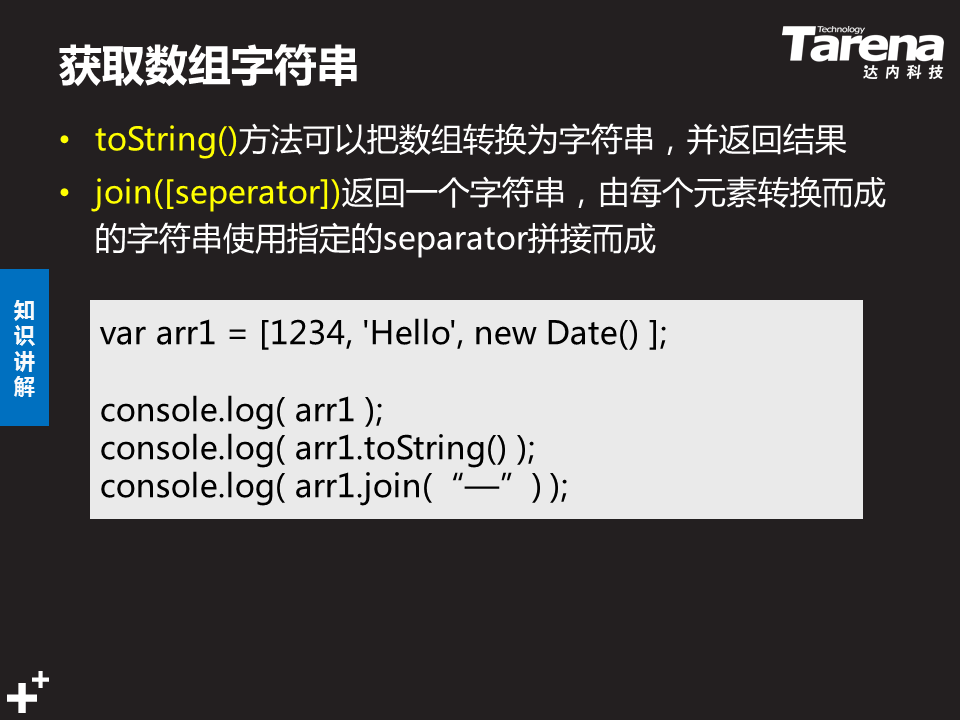 获取数组字符串
Technology
Tarena
达内科技
• toString()方法可以把数组转换为字符串，并返回结果
• join([seperator])返回一个字符串，由每个元素转换而成
的字符串使用指定的separator拼接而成
知
识
讲
解
var arr1 = [1234, 'Hello', new Date() ];
console.log( arr1 );
console.log( arr1.toString() );
console.log( arr1.join(“—”) );